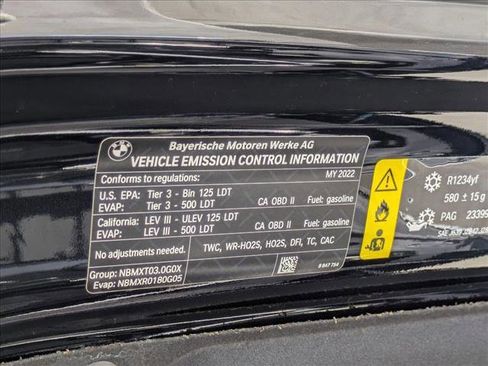 BMW
Bayerische Motoren Werke AG
VEHICLE EMISSION CONTROL INFORMATION
Conforms to regulations: MY 2022
U.S. EPA: Tier 3 - Bin 125 LDT
EVAP: Tier 3 - 500 LDT CA OBD II Fuel: gasoline
California: LEV III - ULEV 125 LDT
EVAP: LEV III - 500 LDT CA OBD II Fuel: gasoline
No adjustments needed. TWC, WR-HO2S, HO2S, DFI, TC, CAC
Group: NBMXT03.0G0X
Evap: NBMXR0180G05
R1234yf
580 ± 15 g
PAG 23395
SAE